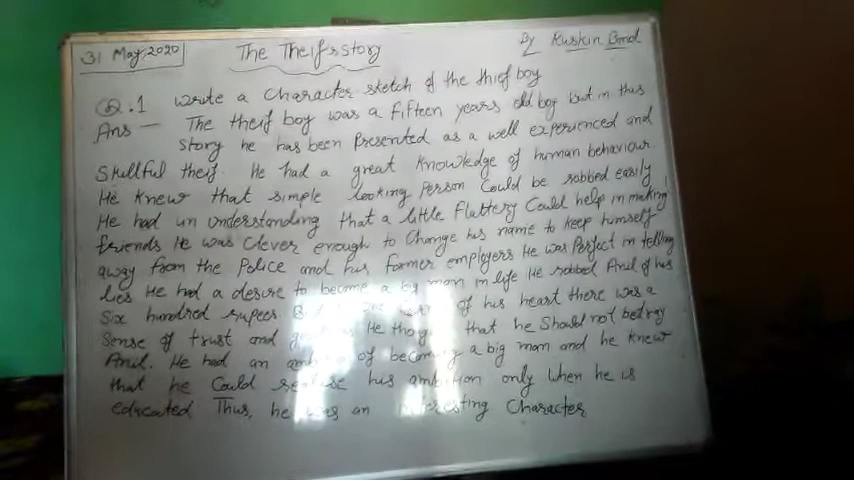 31 May, 2020 The Theif's story By Ruskin Bond
Q.1 write a character sketch of the thief boy
Ans — The theif boy was a fifteen years old boy but in this
story he has been presented as a well experienced and
Skillful theif. He had a great knowledge of human behaviour
He knew that simple looking person could be robbed easily
He had un understanding that a little flattery could help in making
friends He was clever enough to change his name to keep himself
away from the Police and his former employers He was perfect in telling
lies He had a desire to become a big man in life He robbed Anil of his
Six hundred rupees of his heart there was a
Sense of trust and He that he should not betray
Anil. He had an of becoming a big man and he knew
that he Could his ambition only when he is
educated Thus, he was an interesting Character